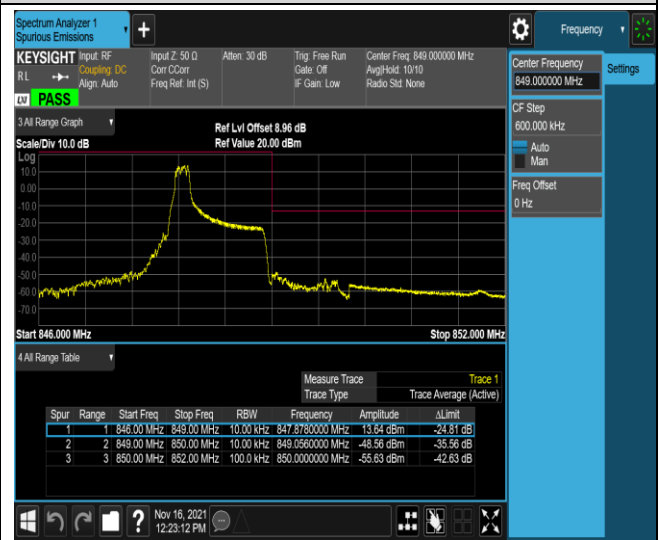 Spectrum Analyzer 1
Spurious Emissions
Frequency
KEYSIGHT
RL
Input: RF
Coupling: DC
Align: Auto
Input Z: 50 Ω
Corr CCorr
Freq Ref: Int (S)
Atten: 30 dB
Trig: Free Run
Gate: Off
IF Gain: Low
Center Freq: 849.000000 MHz
Avg|Hold: 10/10
Radio Std: None
LXI PASS
Center Frequency
849.000000 MHz
Settings
CF Step
600.000 kHz
Auto
Man
Freq Offset
0 Hz
3 All Range Graph
Ref Lvl Offset 8.96 dB
Scale/Div 10.0 dB
Ref Value 20.00 dBm
Log
10.0
0.00
-10.0
-20.0
-30.0
-40.0
-50.0
-60.0
-70.0
Start 846.000 MHz
Stop 852.000 MHz
4 All Range Table
Measure Trace Trace 1
Trace Type Trace Average (Active)
Spur Range Start Freq Stop Freq RBW Frequency Amplitude ΔLimit
1 1 846.00 MHz 849.00 MHz 10.00 kHz 847.8780000 MHz 13.64 dBm -24.81 dB
2 2 849.00 MHz 850.00 MHz 10.00 kHz 849.0560000 MHz -48.56 dBm -35.56 dB
3 3 850.00 MHz 852.00 MHz 100.0 kHz 850.0000000 MHz -55.63 dBm -42.63 dB
?
Nov 16, 2021
12:23:12 PM